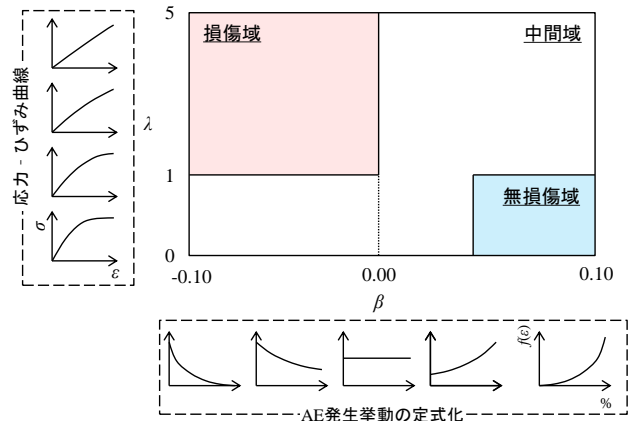 5
損傷域
中間域
λ
1
無損傷域
0
-0.10
0.00
0.10
β
応力‐ひずみ曲線
σ
ε
f(ε)
%
AE発生挙動の定式化